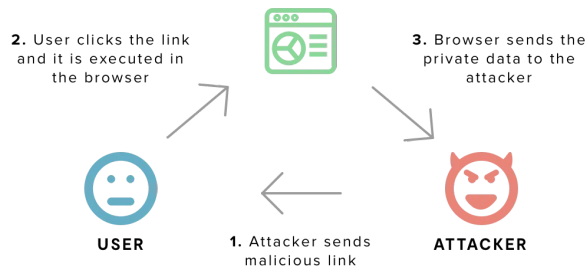 2. User clicks the link
and it is executed in
the browser
3. Browser sends the
private data to the
attacker
USER
1. Attacker sends
malicious link
ATTACKER